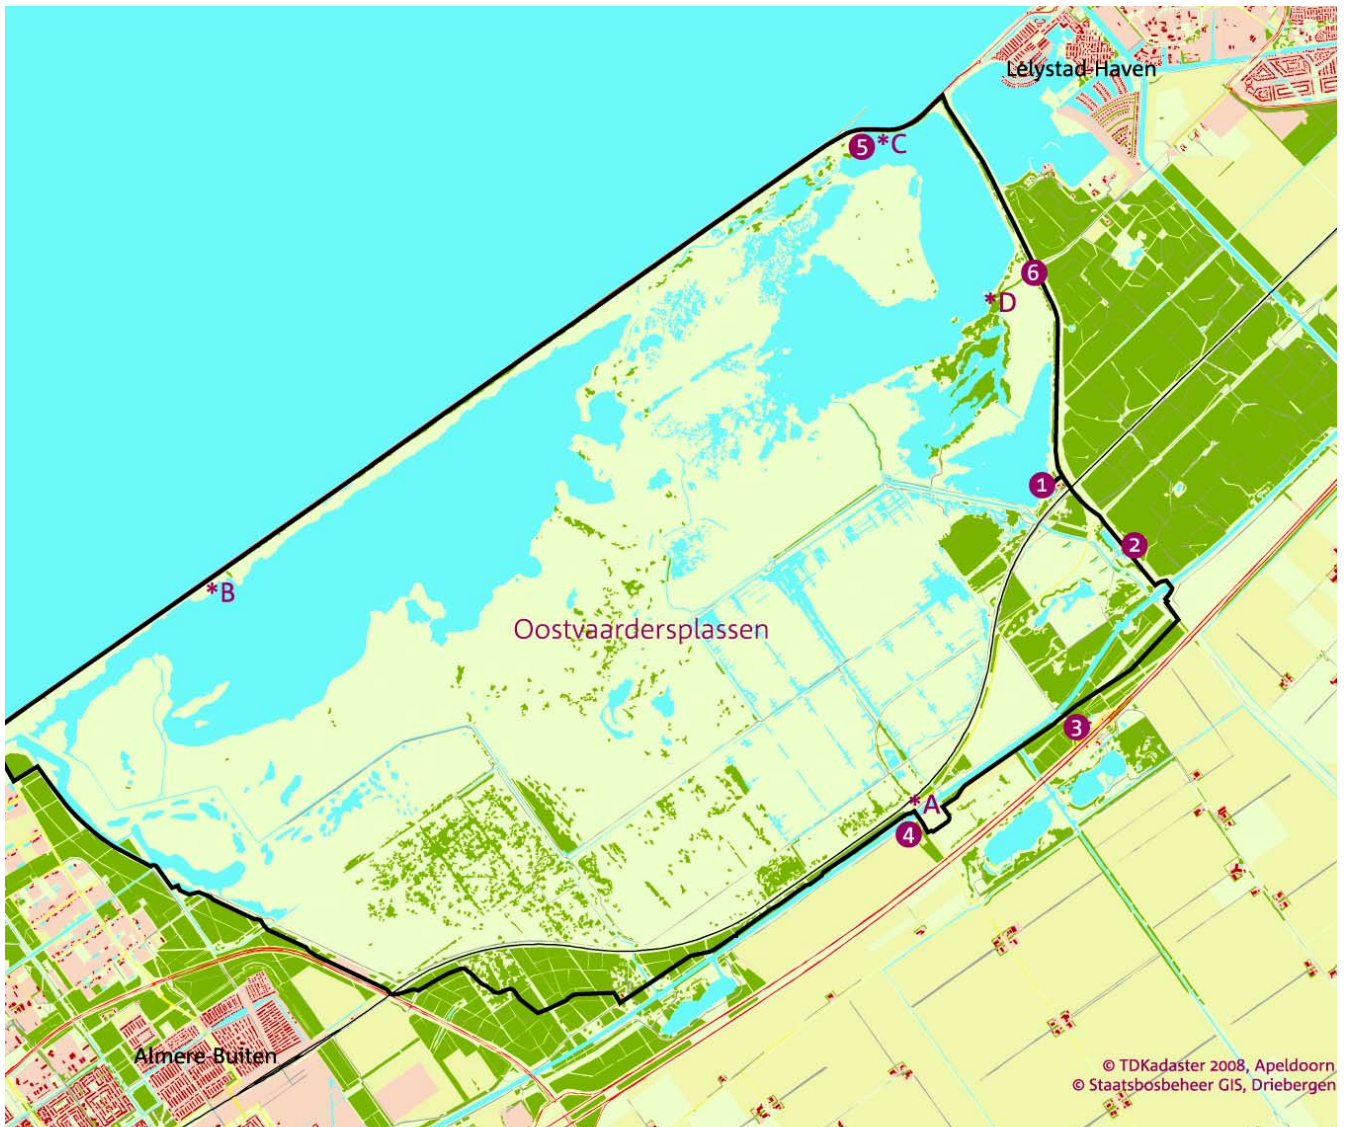 Lelystad-Haven
5 *C
6
*D
1
2
*B
Oostvaardersplassen
3
*A
4
Almere-Buiten
© TDKadaster 2008, Apeldoorn
© Staatsbosbeheer GIS, Driebergen